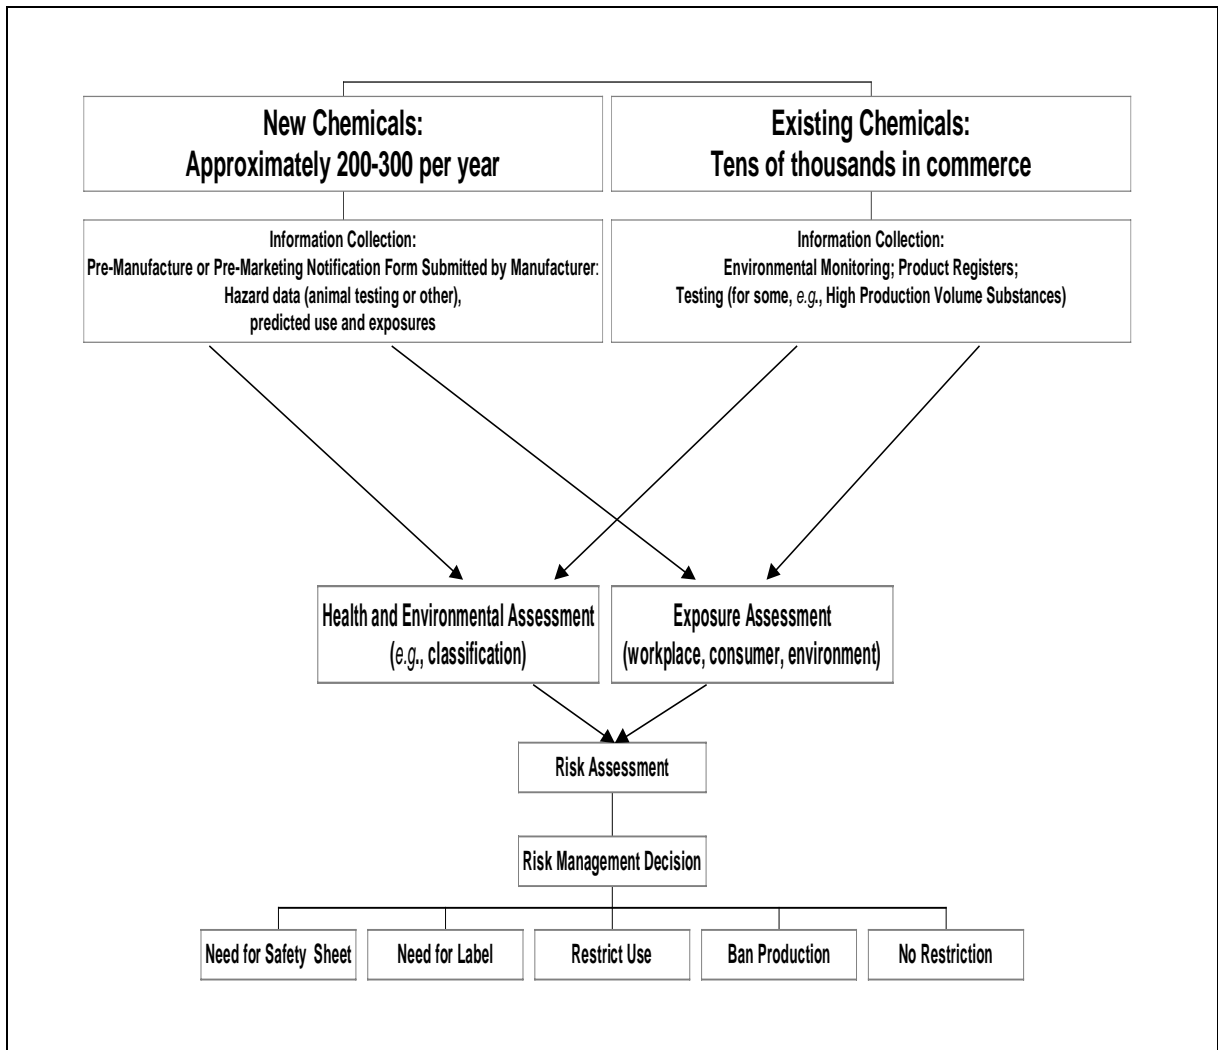 New Chemicals:
Approximately 200-300 per year
Existing Chemicals:
Tens of thousands in commerce
Information Collection:
Pre-Manufacture or Pre-Marketing Notification Form Submitted by Manufacturer:
Hazard data (animal testing or other),
predicted use and exposures
Information Collection:
Environmental Monitoring; Product Registers;
Testing (for some, e.g., High Production Volume Substances)
Health and Environmental Assessment
(e.g., classification)
Exposure Assessment
(workplace, consumer, environment)
Risk Assessment
Risk Management Decision
Need for Safety Sheet
Need for Label
Restrict Use
Ban Production
No Restriction